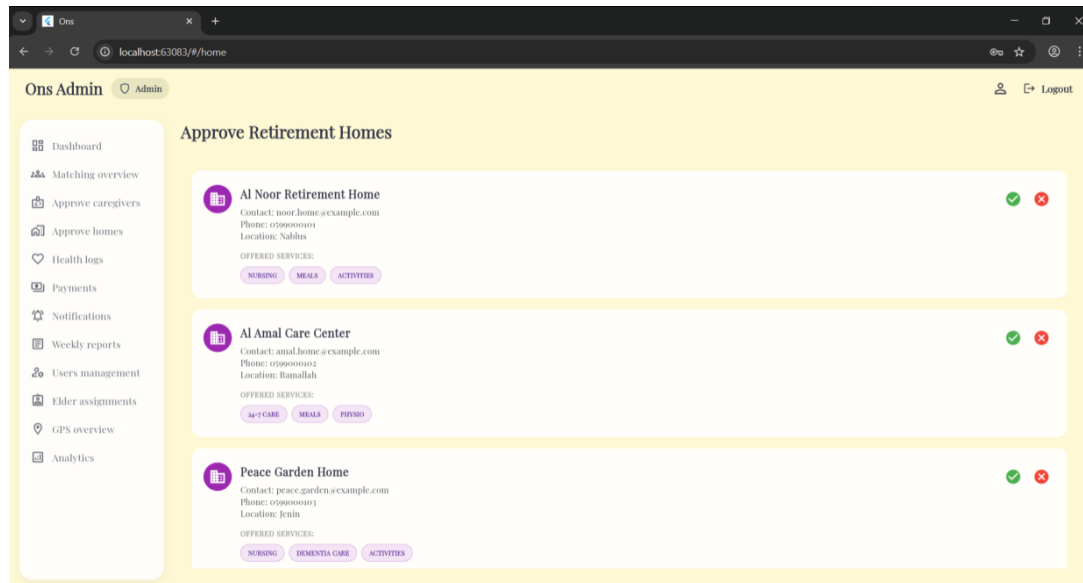 Ons
localhost:63083/#/home
Ons Admin Admin Logout
Dashboard
Matching overview
Approve caregivers
Approve homes
Health logs
Payments
Notifications
Weekly reports
Users management
Elder assignments
GPS overview
Analytics
Approve Retirement Homes
Al Noor Retirement Home
Contact: noor.home@example.com
Phone: 0599000101
Location: Nablus
OFFERED SERVICES:
NURSING MEALS ACTIVITIES
Al Amal Care Center
Contact: amal.home@example.com
Phone: 0599000102
Location: Ramallah
OFFERED SERVICES:
24-7 CARE MEALS PHYSIO
Peace Garden Home
Contact: peace.garden@example.com
Phone: 0599000103
Location: Jenin
OFFERED SERVICES:
NURSING DEMENTIA CARE ACTIVITIES